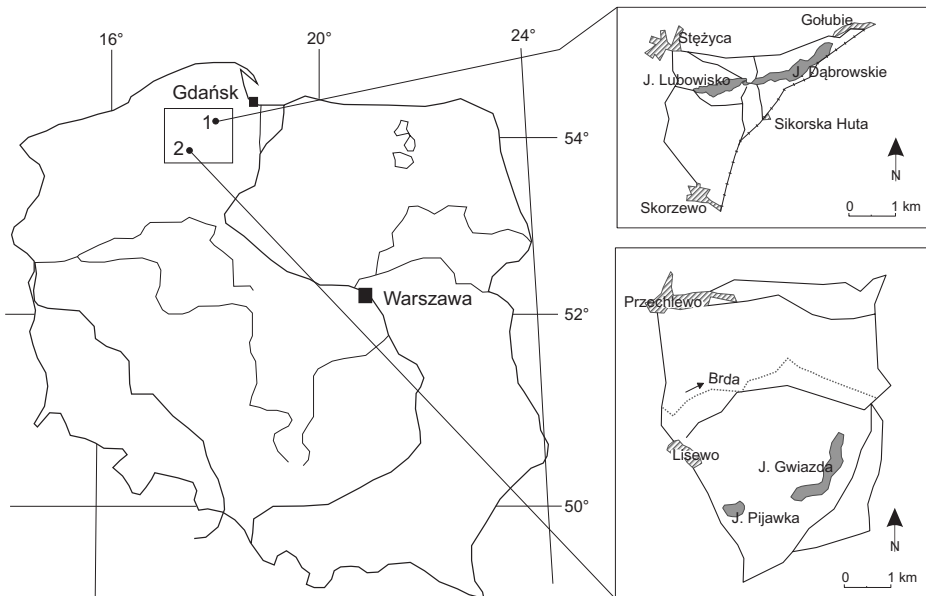 16°
20°
24°
Gdańsk
1
2
54°
Warszawa
52°
50°
Gołubie
Stężyca
J. Lubowisko
J. Dąbrowskie
Sikorska Huta
N
Skorzewo
0 1 km
Przechlewo
Brda
Lisewo
J. Gwiazda
J. Pijawka
N
0 1 km